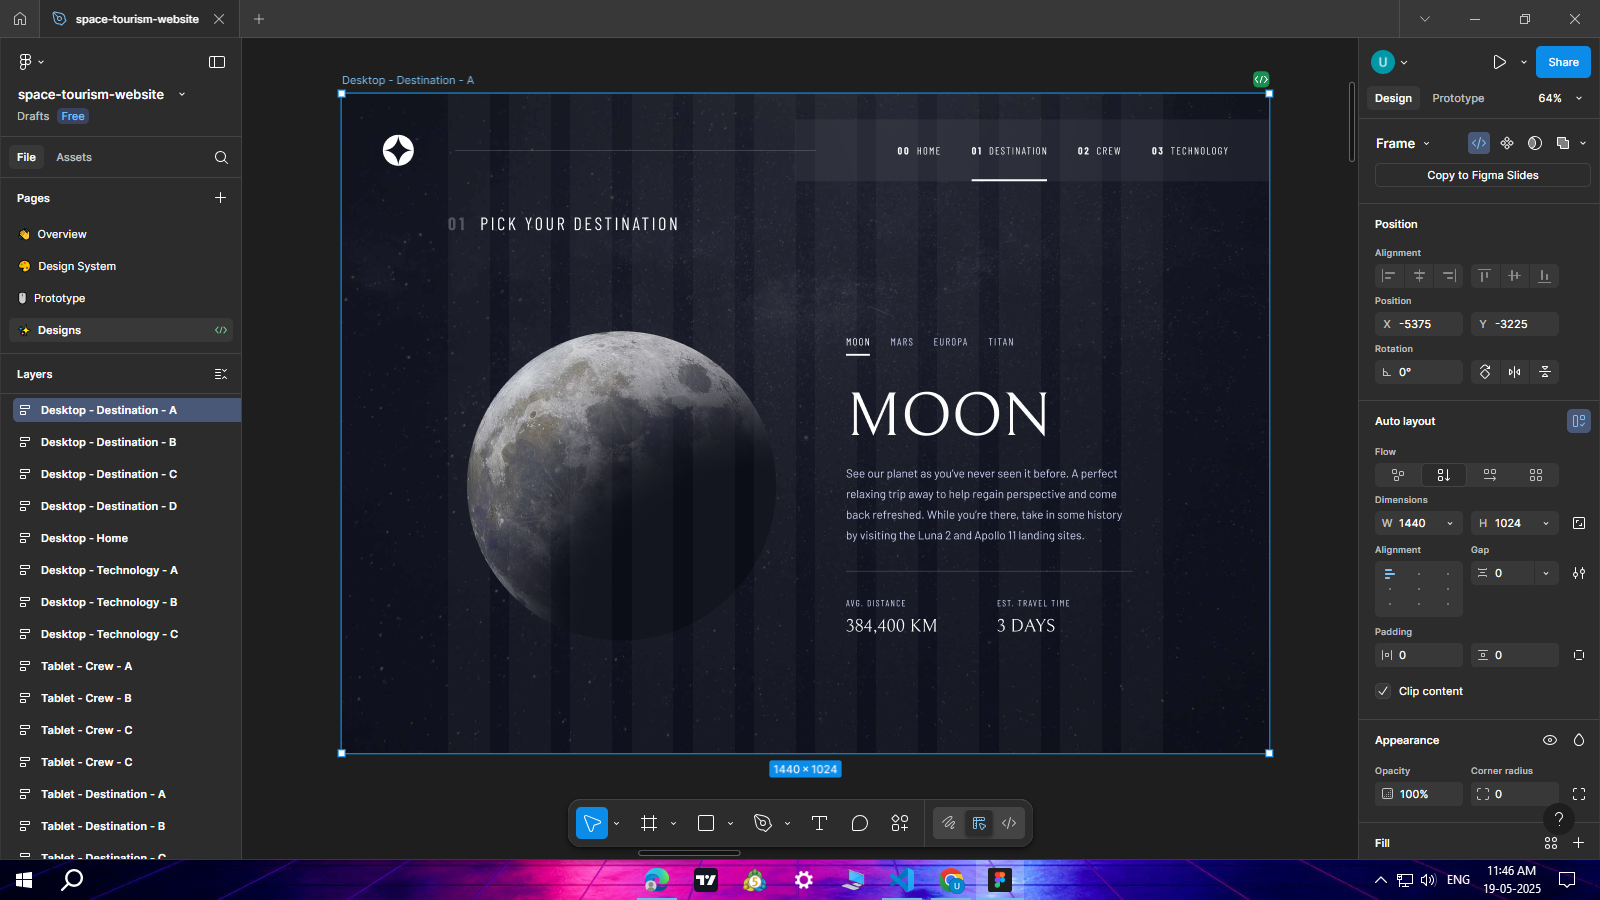 space-tourism-website
space-tourism-website
Drafts Free
File Assets
Pages
Overview
Design System
Prototype
Designs
Layers
Desktop - Destination - A
Desktop - Destination - B
Desktop - Destination - C
Desktop - Destination - D
Desktop - Home
Desktop - Technology - A
Desktop - Technology - B
Desktop - Technology - C
Tablet - Crew - A
Tablet - Crew - B
Tablet - Crew - C
Tablet - Crew - C
Tablet - Destination - A
Tablet - Destination - B
Tablet - Destination - C
Desktop - Destination - A
00 HOME 01 DESTINATION 02 CREW 03 TECHNOLOGY
01 PICK YOUR DESTINATION
MOON MARS EUROPA TITAN
MOON
See our planet as you've never seen it before. A perfect
relaxing trip away to help regain perspective and come
back refreshed. While you're there, take in some history
by visiting the Luna 2 and Apollo 11 landing sites.
AVG. DISTANCE EST. TRAVEL TIME
384,400 KM 3 DAYS
1440 × 1024
U Share
Design Prototype 64%
Frame
Copy to Figma Slides
Position
Alignment
Position
X -5375 Y -3225
Rotation
0°
Auto layout
Flow
Dimensions
W 1440 H 1024
Alignment Gap
0
Padding
0 0
Clip content
Appearance
Opacity Corner radius
100% 0
?
Fill
U
ENG
11:46 AM
19-05-2025